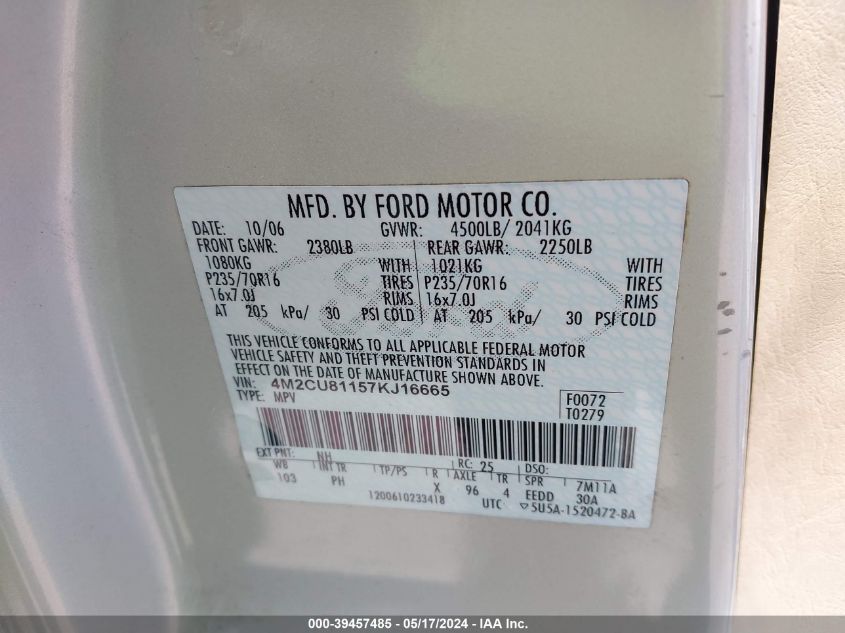 MFD. BY FORD MOTOR CO.
DATE: 10/06 GVWR: 4500LB/ 2041KG
FRONT GAWR: 2380LB REAR GAWR: 2250LB
1080KG WITH 1021KG WITH
P235/70R16 TIRES P235/70R16 TIRES
16x7.0J RIMS 16x7.0J RIMS
AT 205 kPa/ 30 PSI COLD AT 205 kPa/ 30 PSI COLD
THIS VEHICLE CONFORMS TO ALL APPLICABLE FEDERAL MOTOR
VEHICLE SAFETY AND THEFT PREVENTION STANDARDS IN
EFFECT ON THE DATE OF MANUFACTURE SHOWN ABOVE.
VIN: 4M2CU81157KJ16665 F0072
TYPE: MPV T0279
EXT PNT: NH RC: 25 DSO:
WB INT TR TP/PS R AXLE TR SPR 7M11A
103 PH X 96 4 EEDD 30A
1200610233418 UTC ▽5U5A-1520472-BA
000-39457485 - 05/17/2024 - IAA Inc.